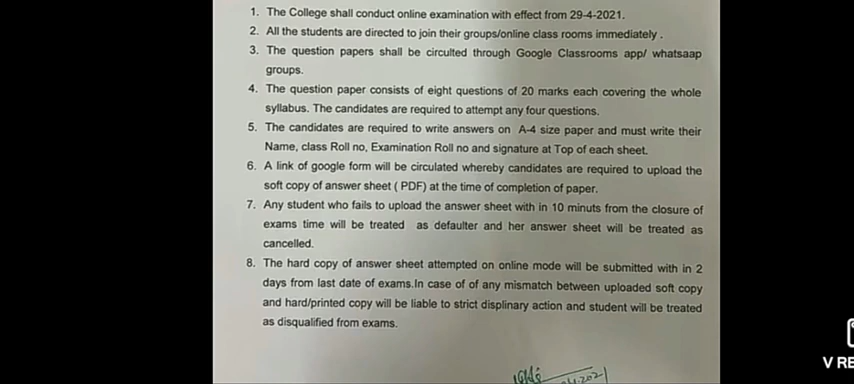 1. The College shall conduct online examination with effect from 29-4-2021.
2. All the students are directed to join their groups/online class rooms immediately .
3. The question papers shall be circulted through Google Classrooms app/ whatsaap
groups.
4. The question paper consists of eight questions of 20 marks each covering the whole
syllabus. The candidates are required to attempt any four questions.
5. The candidates are required to write answers on A-4 size paper and must write their
Name, class Roll no, Examination Roll no and signature at Top of each sheet.
6. A link of google form will be circulated whereby candidates are required to upload the
soft copy of answer sheet ( PDF) at the time of completion of paper.
7. Any student who fails to upload the answer sheet with in 10 minuts from the closure of
exams time will be treated as defaulter and her answer sheet will be treated as
cancelled.
8. The hard copy of answer sheet attempted on online mode will be submitted with in 2
days from last date of exams.In case of of any mismatch between uploaded soft copy
and hard/printed copy will be liable to strict displinary action and student will be treated
as disqualified from exams.
V RE